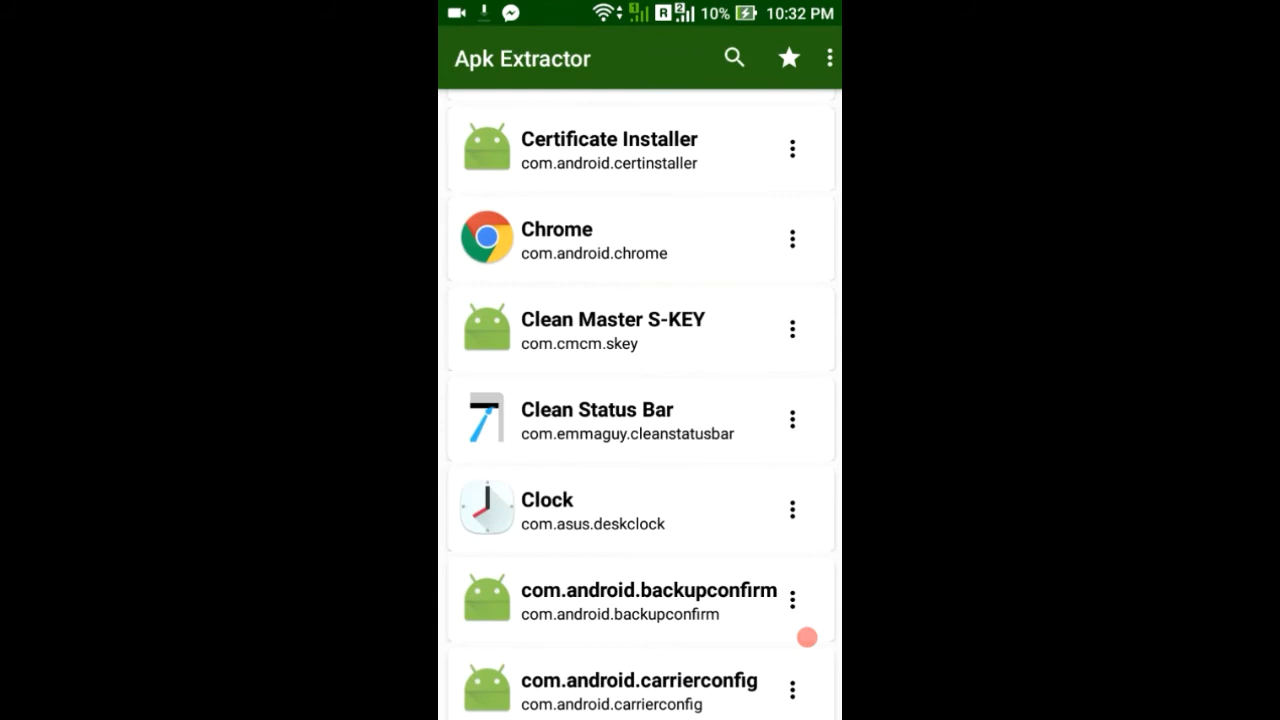 1 R 2 10% 10:32 PM
Apk Extractor
Certificate Installer
com.android.certinstaller
Chrome
com.android.chrome
Clean Master S-KEY
com.cmcm.skey
Clean Status Bar
com.emmaguy.cleanstatusbar
Clock
com.asus.deskclock
com.android.backupconfirm
com.android.backupconfirm
com.android.carrierconfig
com.android.carrierconfig